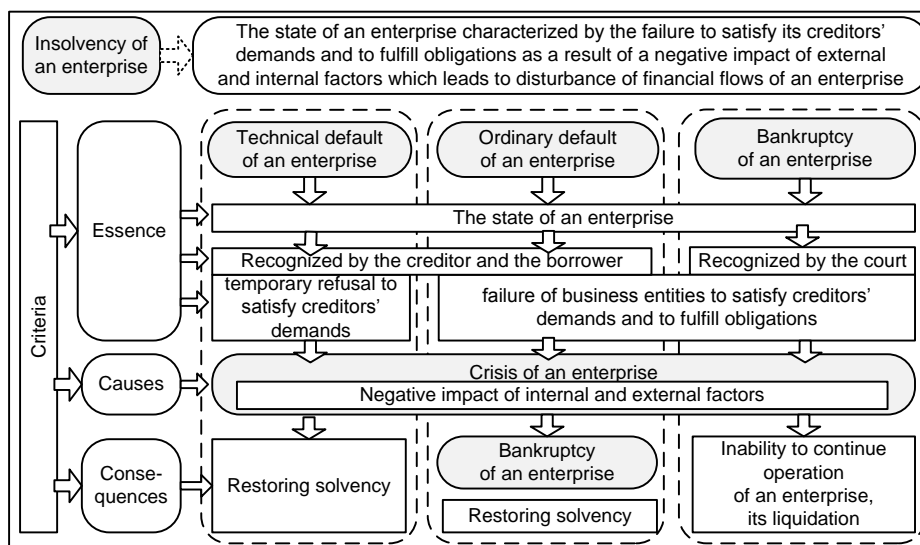 Insolvency of
an enterprise
The state of an enterprise characterized by the failure to satisfy its creditors'
demands and to fulfill obligations as a result of a negative impact of external
and internal factors which leads to disturbance of financial flows of an enterprise
Criteria
Technical default
of an enterprise
Ordinary default
of an enterprise
Bankruptcy
of an enterprise
Essence
The state of an enterprise
Recognized by the creditor and the borrower
Recognized by the court
temporary refusal to
satisfy creditors'
demands
failure of business entities to satisfy creditors'
demands and to fulfill obligations
Causes
Crisis of an enterprise
Negative impact of internal and external factors
Conse-
quences
Restoring solvency
Bankruptcy
of an enterprise
Restoring solvency
Inability to continue
operation
of an enterprise,
its liquidation